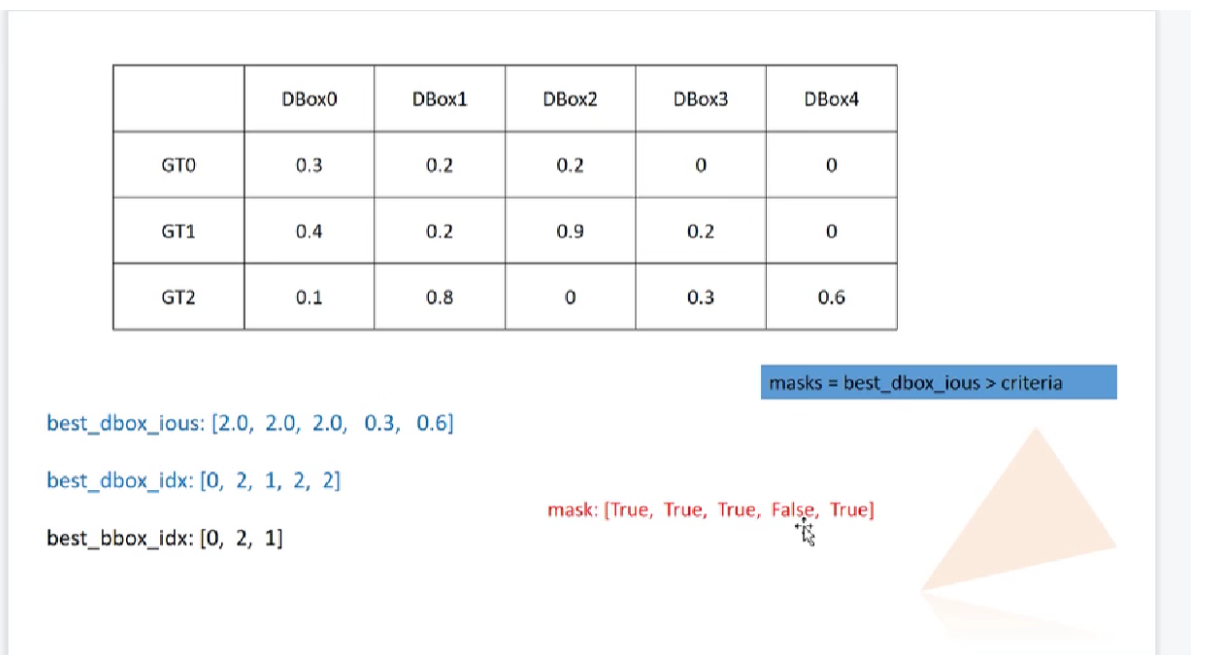 DBox0 DBox1 DBox2 DBox3 DBox4
GT0 0.3 0.2 0.2 0 0
GT1 0.4 0.2 0.9 0.2 0
GT2 0.1 0.8 0 0.3 0.6
masks = best_dbox_ious > criteria
best_dbox_ious: [2.0, 2.0, 2.0, 0.3, 0.6]
best_dbox_idx: [0, 2, 1, 2, 2]
mask: [True, True, True, False, True]
best_bbox_idx: [0, 2, 1]